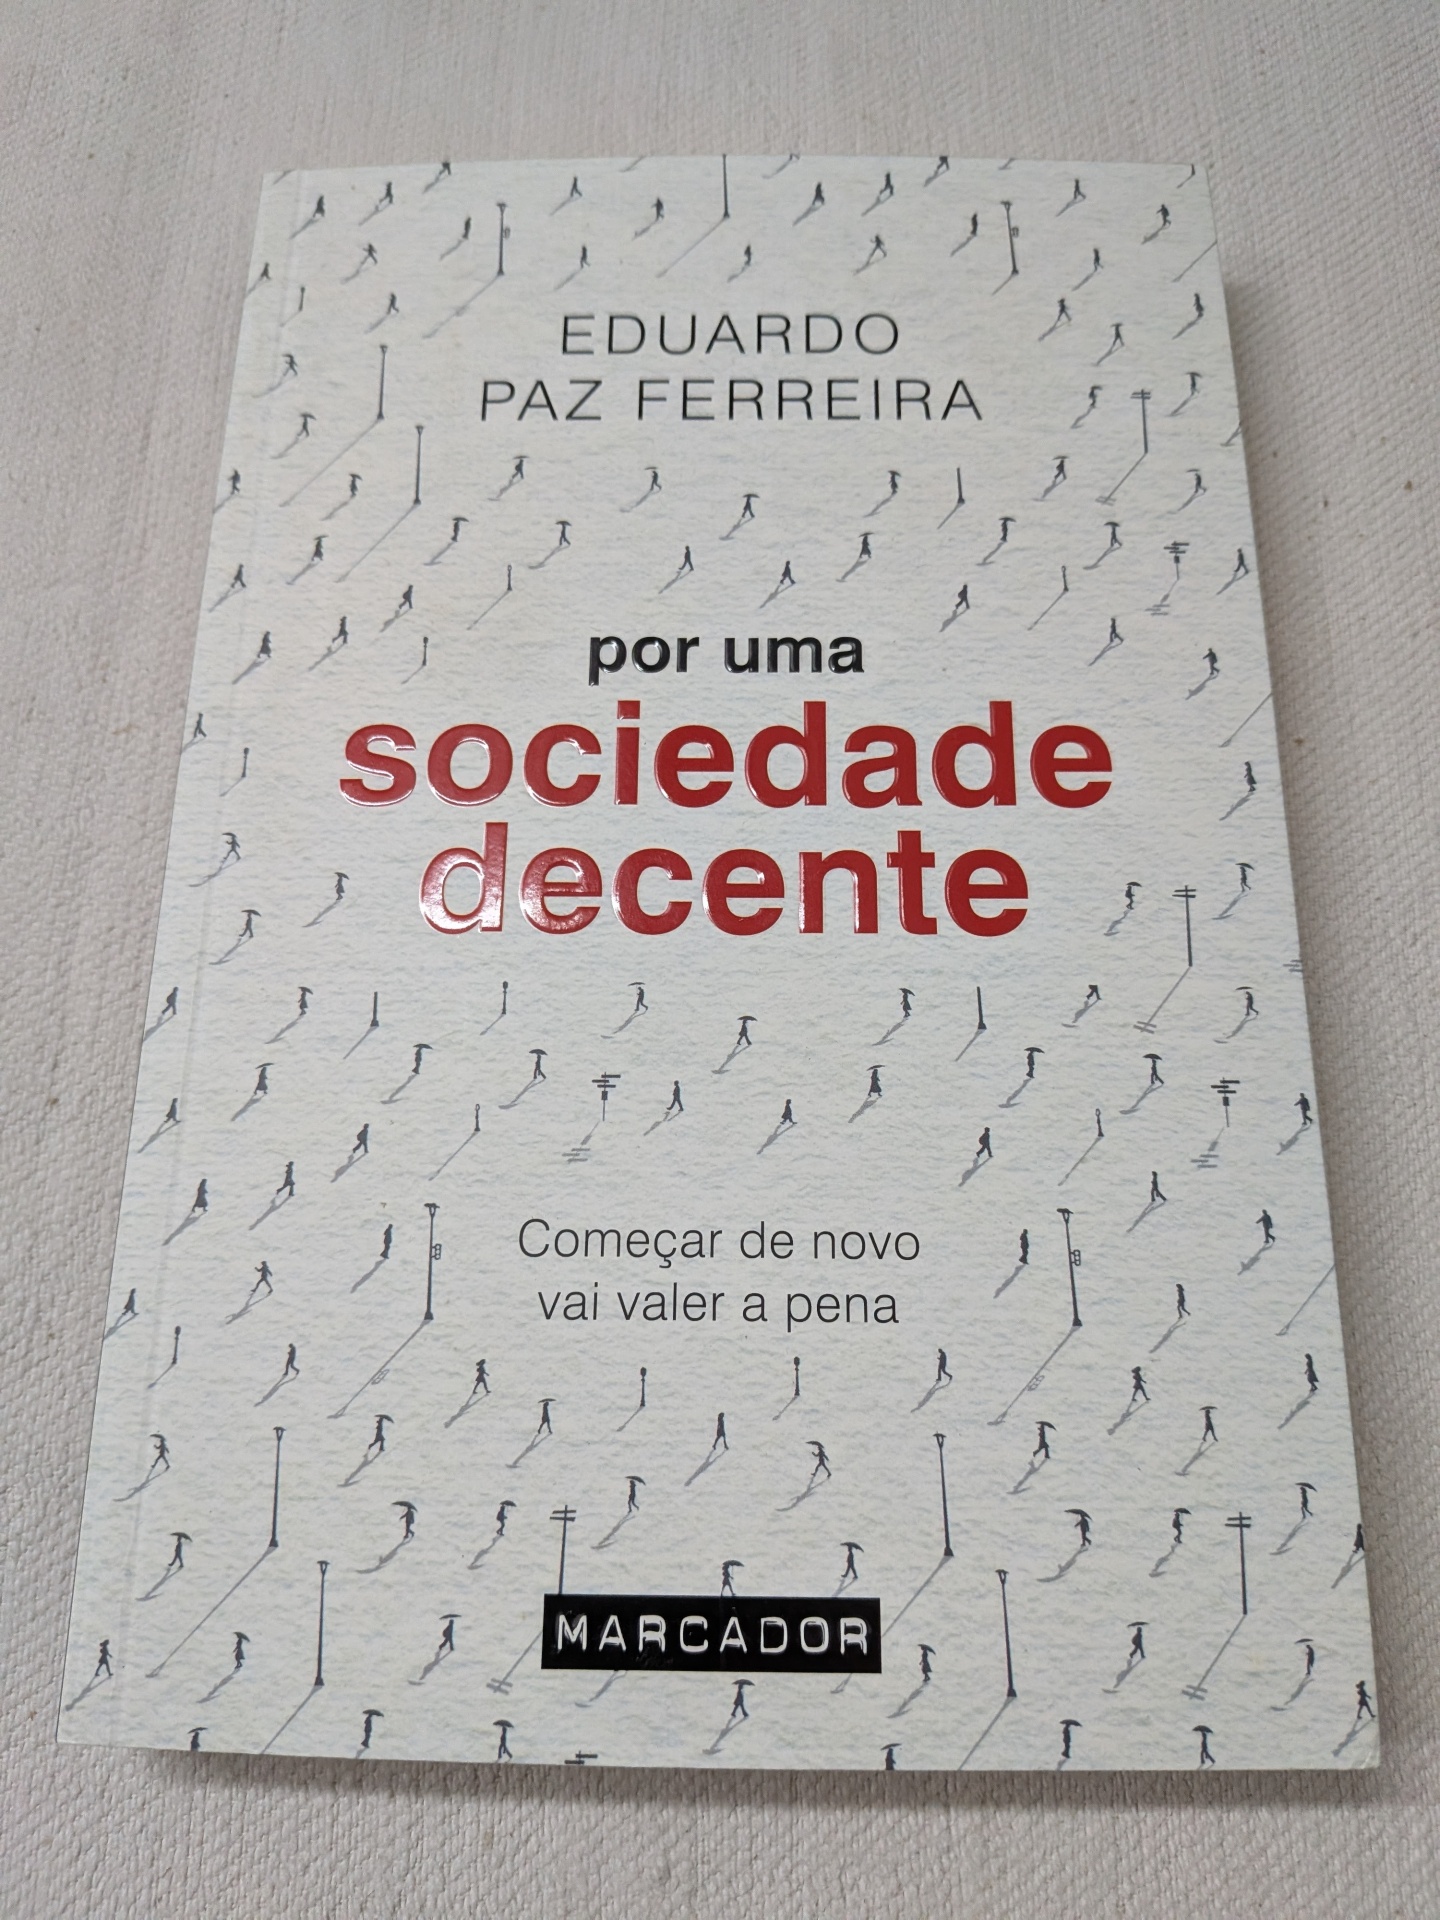 EDUARDO
PAZ FERREIRA
por uma
sociedade
decente
Começar de novo
vai valer a pena
MARCADOR